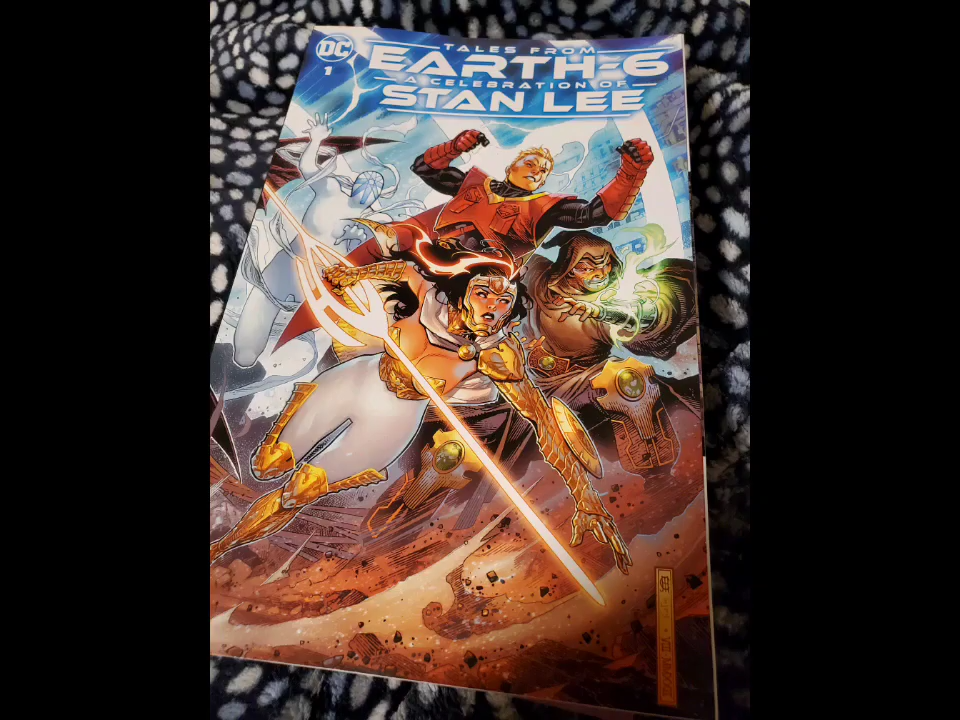 DC
1
TALES FROM
EARTH-6
A CELEBRATION OF
STAN LEE